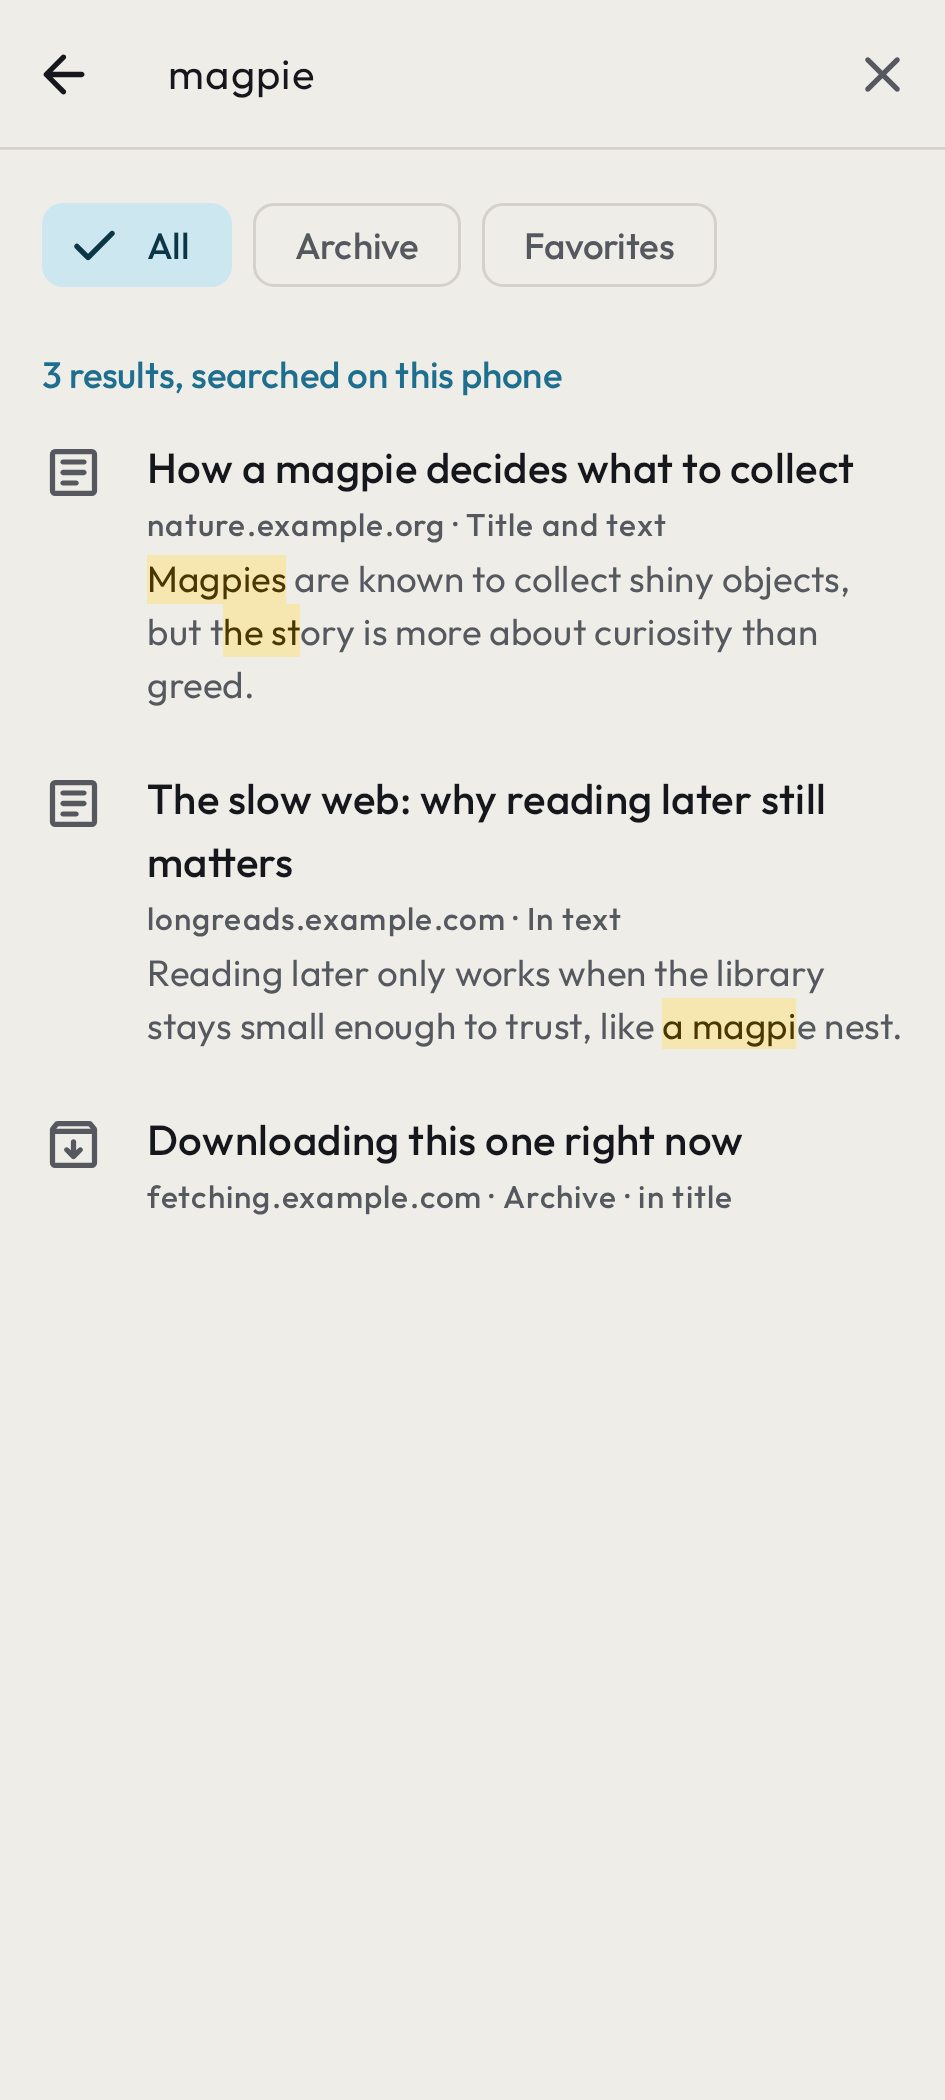 magpie
All
Archive
Favorites
3 results, searched on this phone
How a magpie decides what to collect
nature.example.org · Title and text
Magpies are known to collect shiny objects,
but the story is more about curiosity than
greed.
The slow web: why reading later still
matters
longreads.example.com · In text
Reading later only works when the library
stays small enough to trust, like a magpie nest.
Downloading this one right now
fetching.example.com · Archive · in title